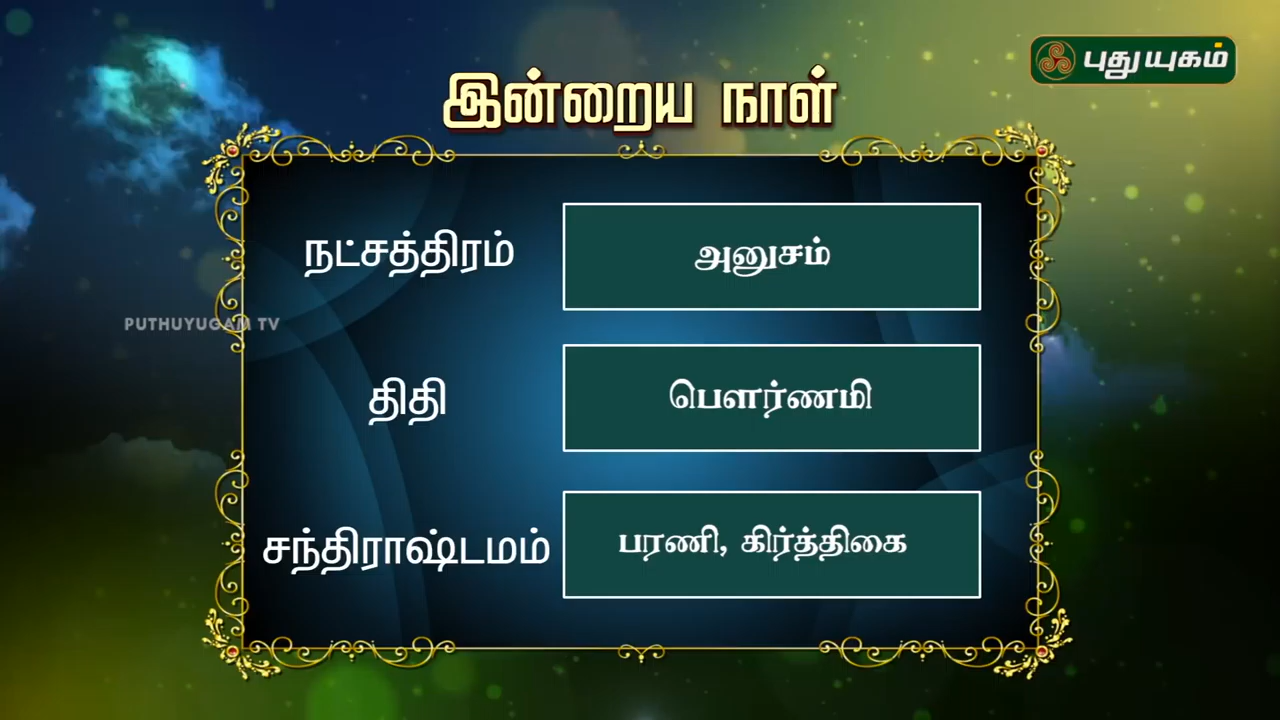 புதுயுகம்
இன்றைய நாள்
நட்சத்திரம்
அனுசம்
PUTHUYUGAM TV
திதி
பௌர்ணமி
சந்திராஷ்டமம்
பரணி, கிர்த்திகை